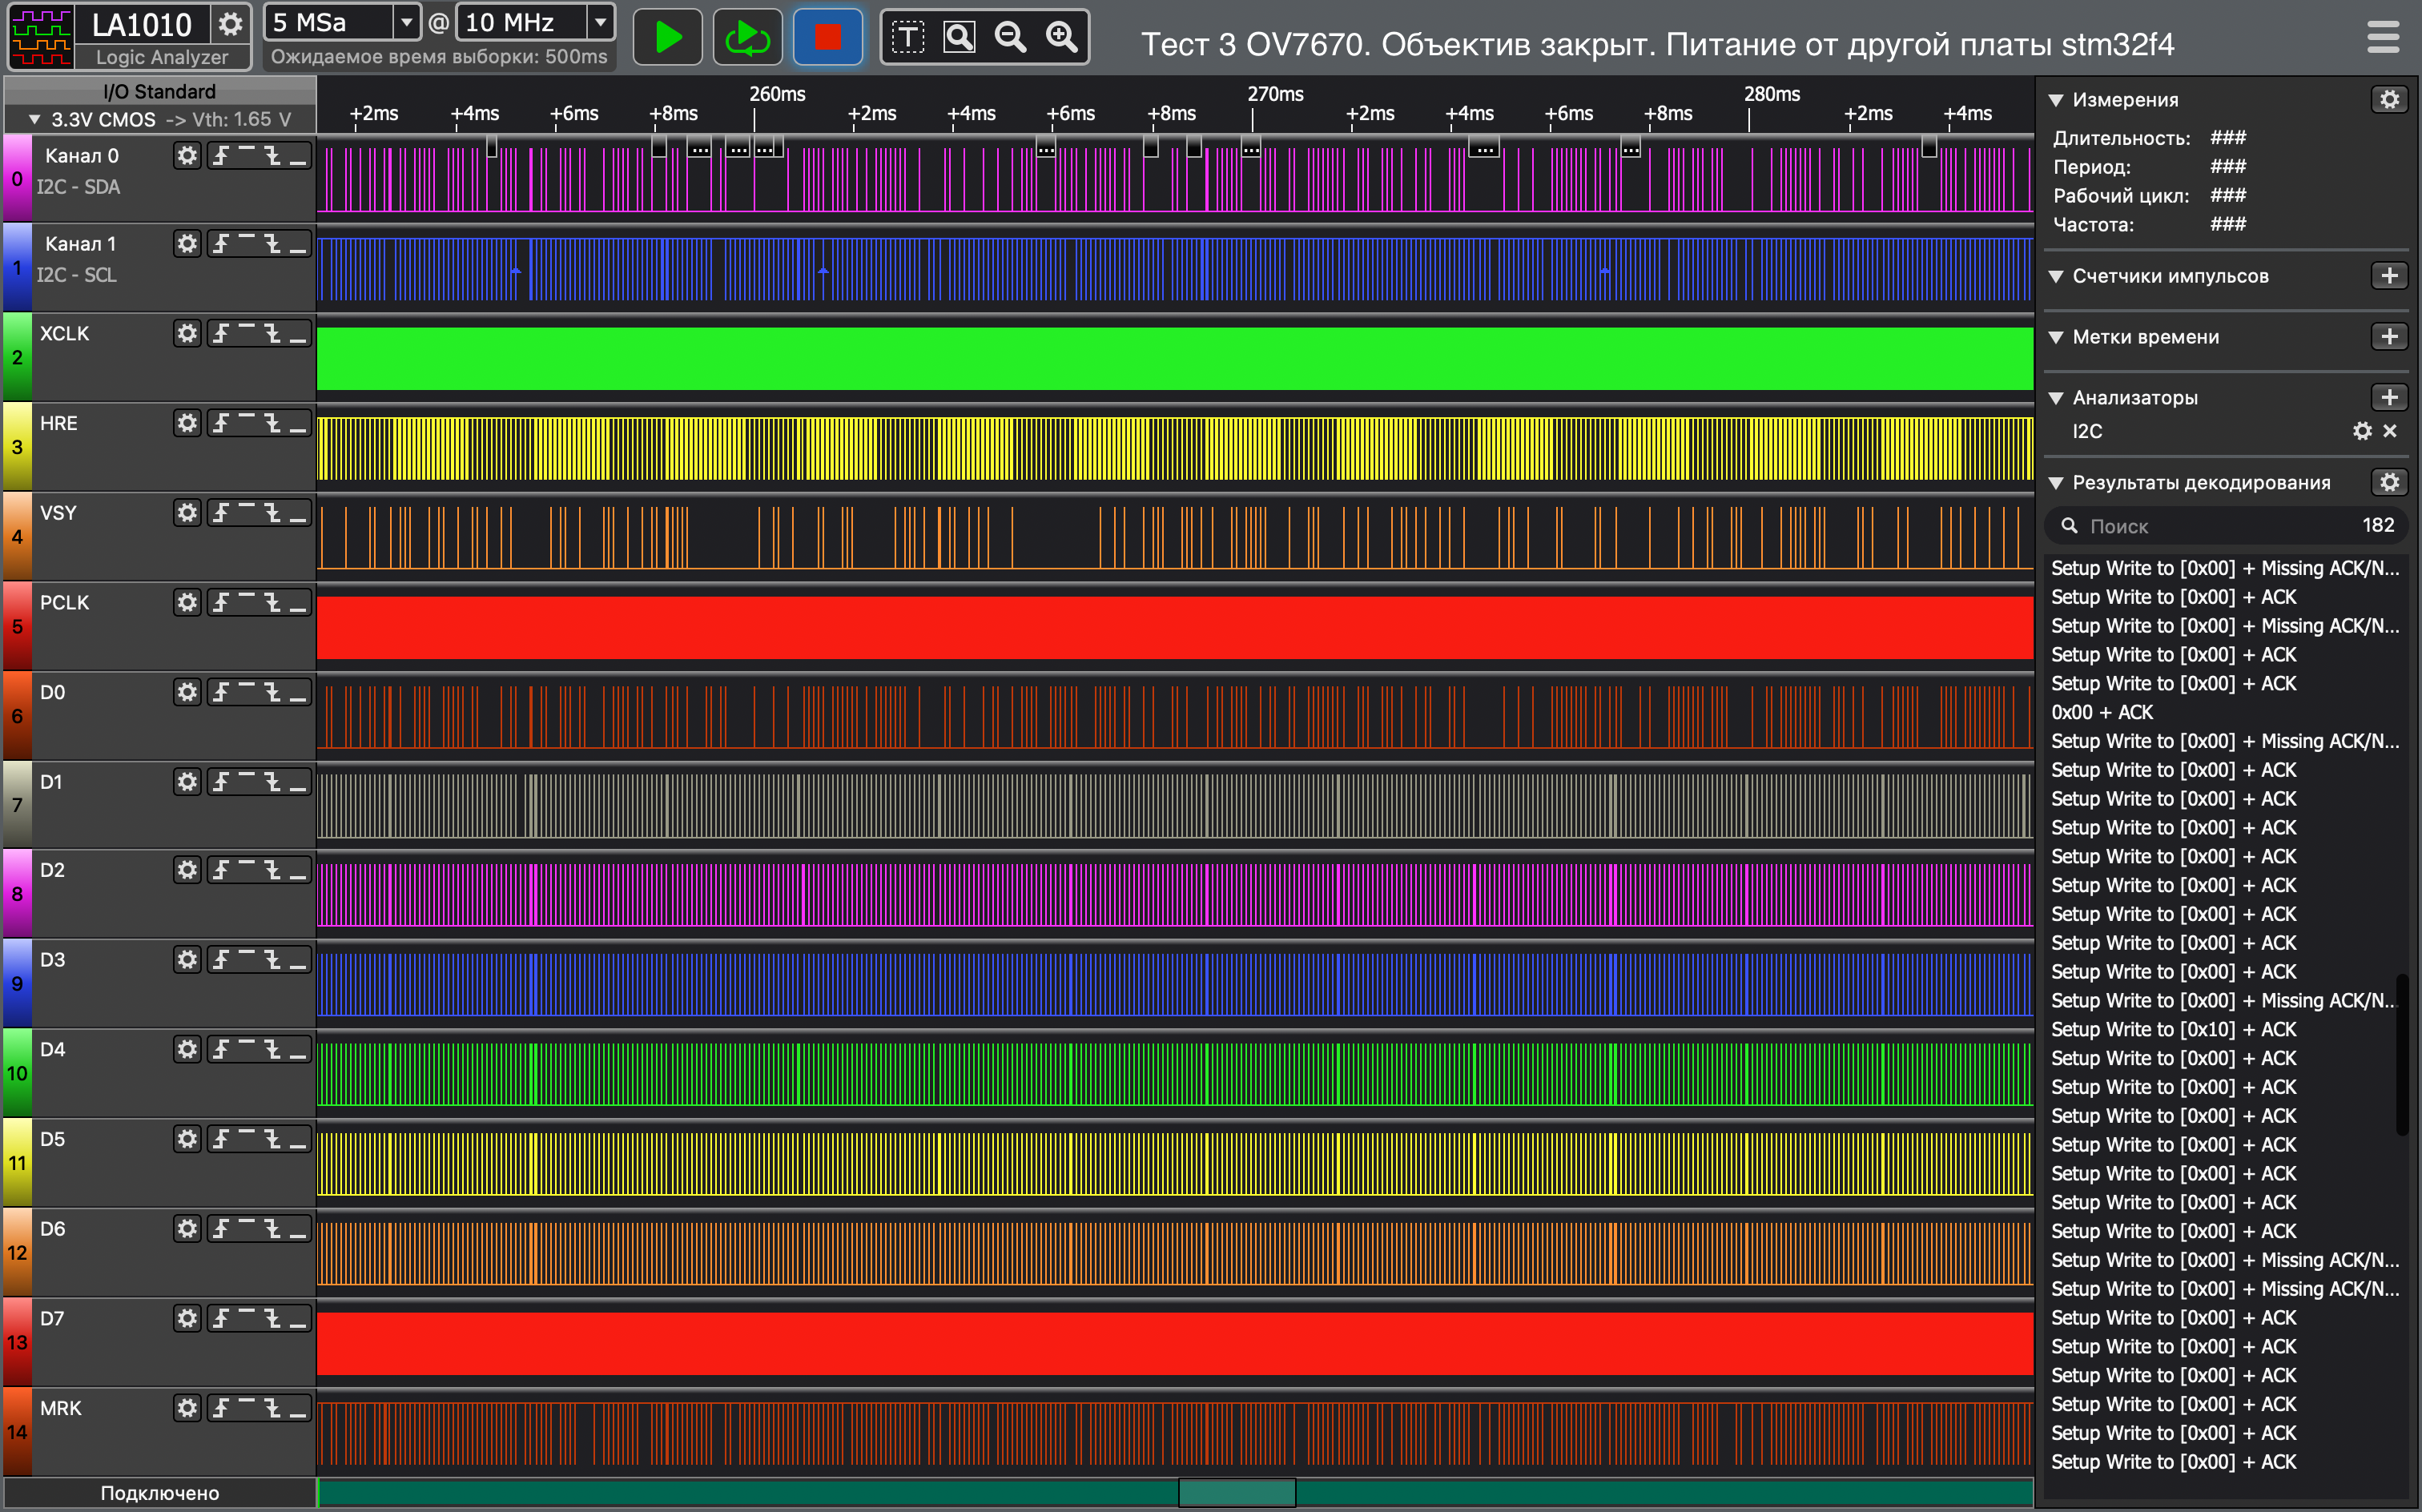 LA1010
Logic Analyzer
5 MSa @ 10 MHz
Ожидаемое время выборки: 500ms
T
Тест 3 OV7670. Объектив закрыт. Питание от другой платы stm32f4
I/O Standard
3.3V CMOS -> Vth: 1.65 V
+2ms +4ms +6ms +8ms 260ms +2ms +4ms +6ms +8ms 270ms +2ms +4ms +6ms +8ms 280ms +2ms +4ms
0 Канал 0
I2C - SDA
... ... ... ... ... ... ...
1 Канал 1
I2C - SCL
2 XCLK
3 HRE
4 VSY
5 PCLK
6 D0
7 D1
8 D2
9 D3
10 D4
11 D5
12 D6
13 D7
14 MRK
Подключено
Измерения
Длительность: ###
Период: ###
Рабочий цикл: ###
Частота: ###
Счетчики импульсов
Метки времени
Анализаторы
I2C
Результаты декодирования
Поиск 182
Setup Write to [0x00] + Missing ACK/N...
Setup Write to [0x00] + ACK
Setup Write to [0x00] + Missing ACK/N...
Setup Write to [0x00] + ACK
Setup Write to [0x00] + ACK
0x00 + ACK
Setup Write to [0x00] + Missing ACK/N...
Setup Write to [0x00] + ACK
Setup Write to [0x00] + ACK
Setup Write to [0x00] + ACK
Setup Write to [0x00] + ACK
Setup Write to [0x00] + ACK
Setup Write to [0x00] + ACK
Setup Write to [0x00] + ACK
Setup Write to [0x00] + ACK
Setup Write to [0x00] + Missing ACK/N...
Setup Write to [0x10] + ACK
Setup Write to [0x00] + ACK
Setup Write to [0x00] + ACK
Setup Write to [0x00] + ACK
Setup Write to [0x00] + ACK
Setup Write to [0x00] + ACK
Setup Write to [0x00] + ACK
Setup Write to [0x00] + ACK
Setup Write to [0x00] + Missing ACK/N...
Setup Write to [0x00] + Missing ACK/N...
Setup Write to [0x00] + ACK
Setup Write to [0x00] + ACK
Setup Write to [0x00] + ACK
Setup Write to [0x00] + ACK
Setup Write to [0x00] + ACK
Setup Write to [0x00] + ACK